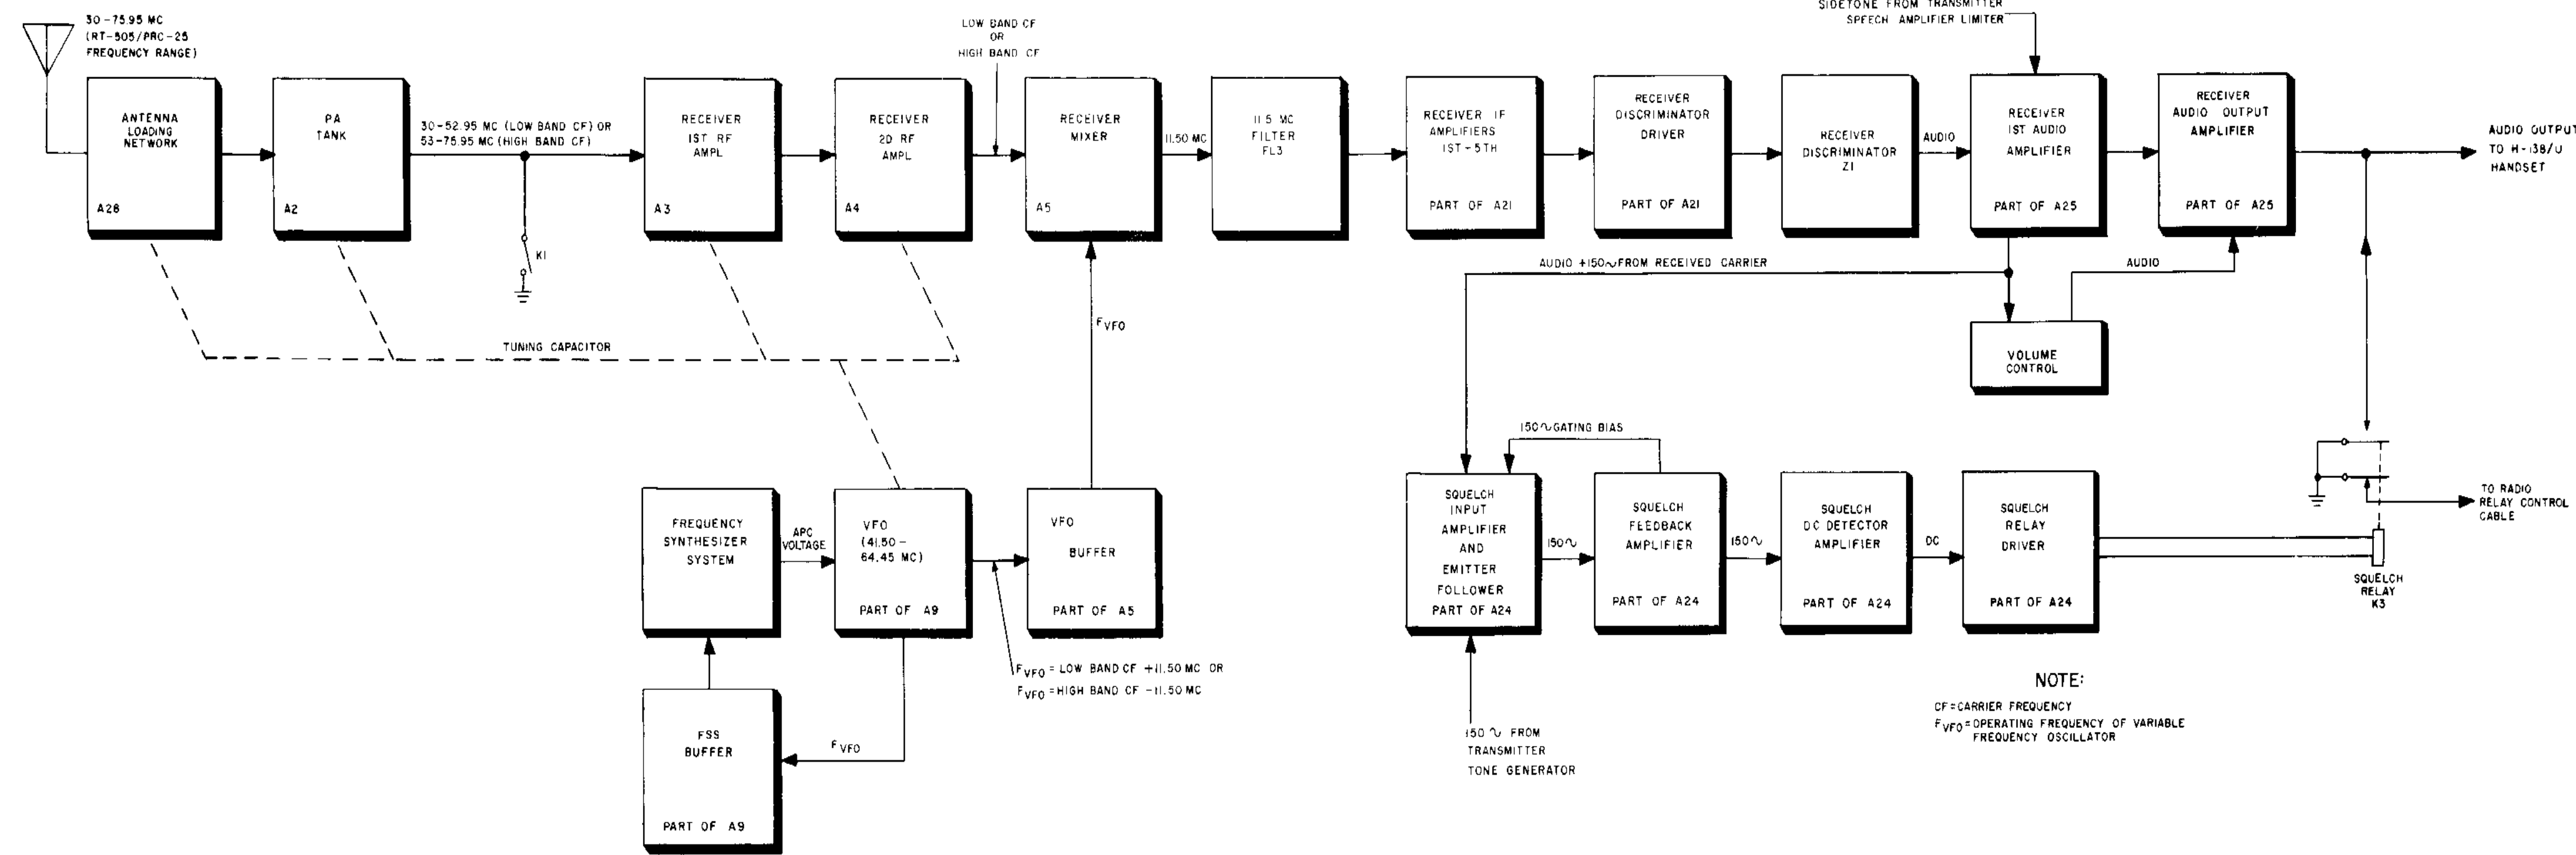 30-75.95 MC
(RT-505/PRC-25
FREQUENCY RANGE)
ANTENNA
LOADING
NETWORK
A28
PA
TANK
A2
30-52.95 MC (LOW BAND CF) OR
53-75.95 MC (HIGH BAND CF)
K1
RECEIVER
1ST RF
AMPL
A3
RECEIVER
2D RF
AMPL
A4
LOW BAND CF
OR
HIGH BAND CF
RECEIVER
MIXER
A5
11.50 MC
11.5 MC
FILTER
FL3
RECEIVER IF
AMPLIFIERS
1ST-5TH
PART OF A21
RECEIVER
DISCRIMINATOR
DRIVER
PART OF A21
RECEIVER
DISCRIMINATOR
Z1
AUDIO
SIDETONE FROM TRANSMITTER
SPEECH AMPLIFIER LIMITER
RECEIVER
1ST AUDIO
AMPLIFIER
PART OF A25
RECEIVER
AUDIO OUTPUT
AMPLIFIER
PART OF A25
AUDIO OUTPUT
TO H-138/U
HANDSET
AUDIO +150~FROM RECEIVED CARRIER
AUDIO
VOLUME
CONTROL
TUNING CAPACITOR
FVFO
FREQUENCY
SYNTHESIZER
SYSTEM
APC
VOLTAGE
VFO
(41.50-
64.45 MC)
PART OF A9
VFO
BUFFER
PART OF A5
FVFO = LOW BAND CF +11.50 MC OR
FVFO = HIGH BAND CF -11.50 MC
FSS
BUFFER
PART OF A9
FVFO
150~GATING BIAS
SQUELCH
INPUT
AMPLIFIER
AND
EMITTER
FOLLOWER
PART OF A24
150~
SQUELCH
FEEDBACK
AMPLIFIER
PART OF A24
150~
SQUELCH
DC DETECTOR
AMPLIFIER
PART OF A24
DC
SQUELCH
RELAY
DRIVER
PART OF A24
TO RADIO
RELAY CONTROL
CABLE
SQUELCH
RELAY
K3
150~ FROM
TRANSMITTER
TONE GENERATOR
NOTE:
CF=CARRIER FREQUENCY
FVFO=OPERATING FREQUENCY OF VARIABLE
FREQUENCY OSCILLATOR